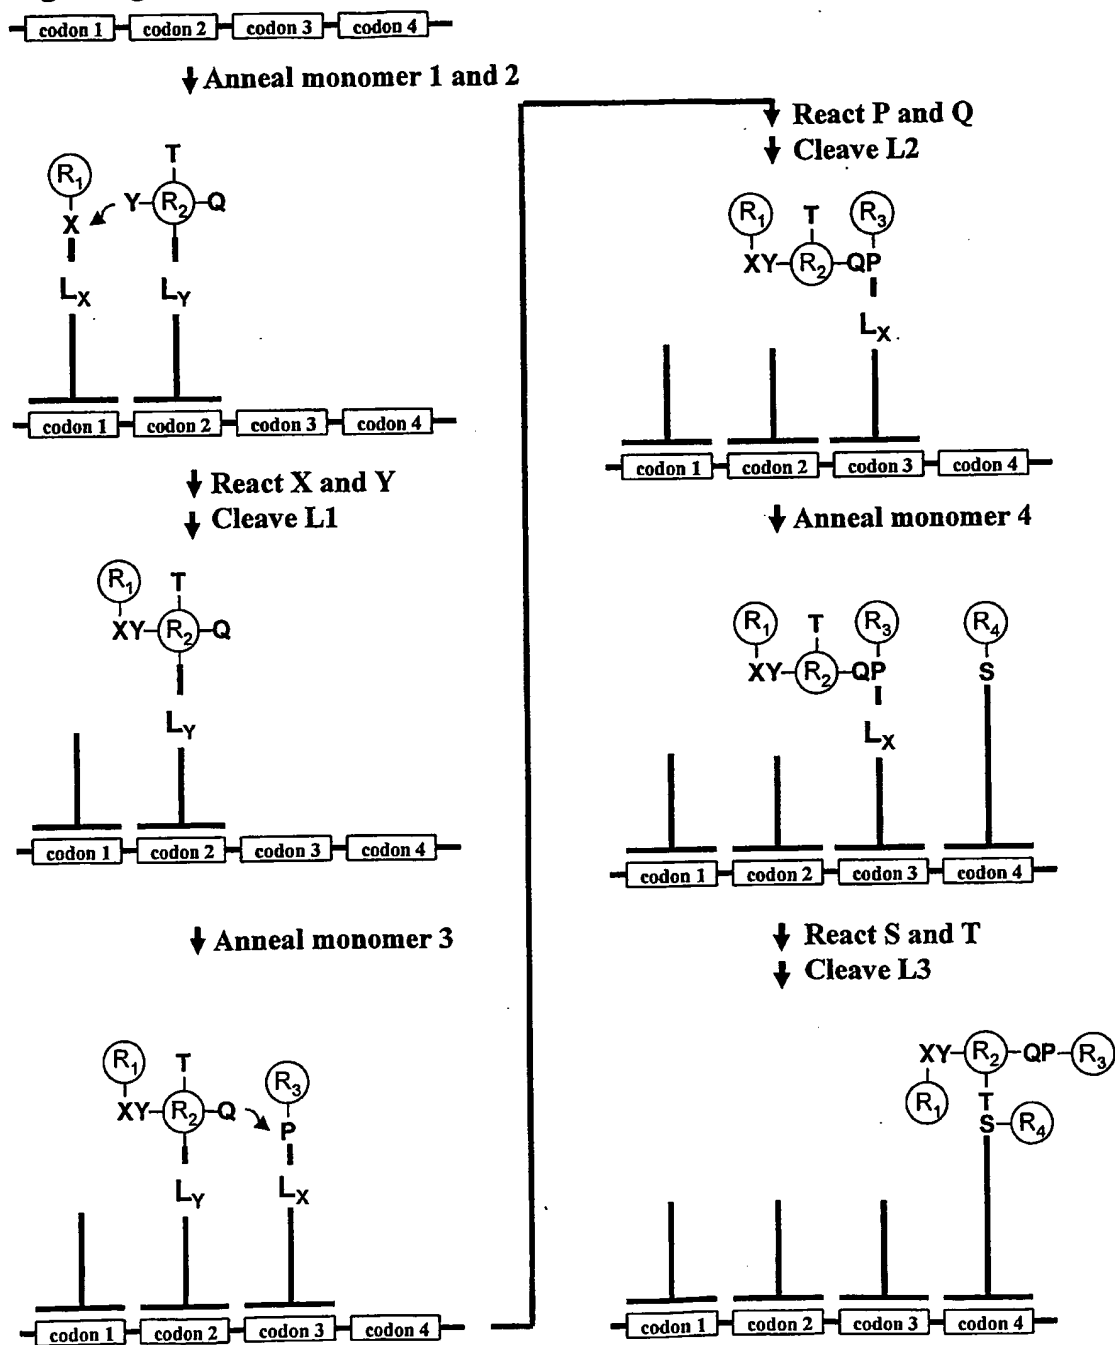 codon 1 codon 2 codon 3 codon 4
Anneal monomer 1 and 2
R1 T
X Y R2 Q
LX LY
codon 1 codon 2 codon 3 codon 4
React X and Y
Cleave L1
R1 T
XY R2 Q
LY
codon 1 codon 2 codon 3 codon 4
Anneal monomer 3
R1 T R3
XY R2 Q P
LY LX
codon 1 codon 2 codon 3 codon 4
React P and Q
Cleave L2
R1 T R3
XY R2 QP
LX
codon 1 codon 2 codon 3 codon 4
Anneal monomer 4
R1 T R3 R4
XY R2 QP S
LX
codon 1 codon 2 codon 3 codon 4
React S and T
Cleave L3
XY R2 QP R3
R1 T
S R4
codon 1 codon 2 codon 3 codon 4